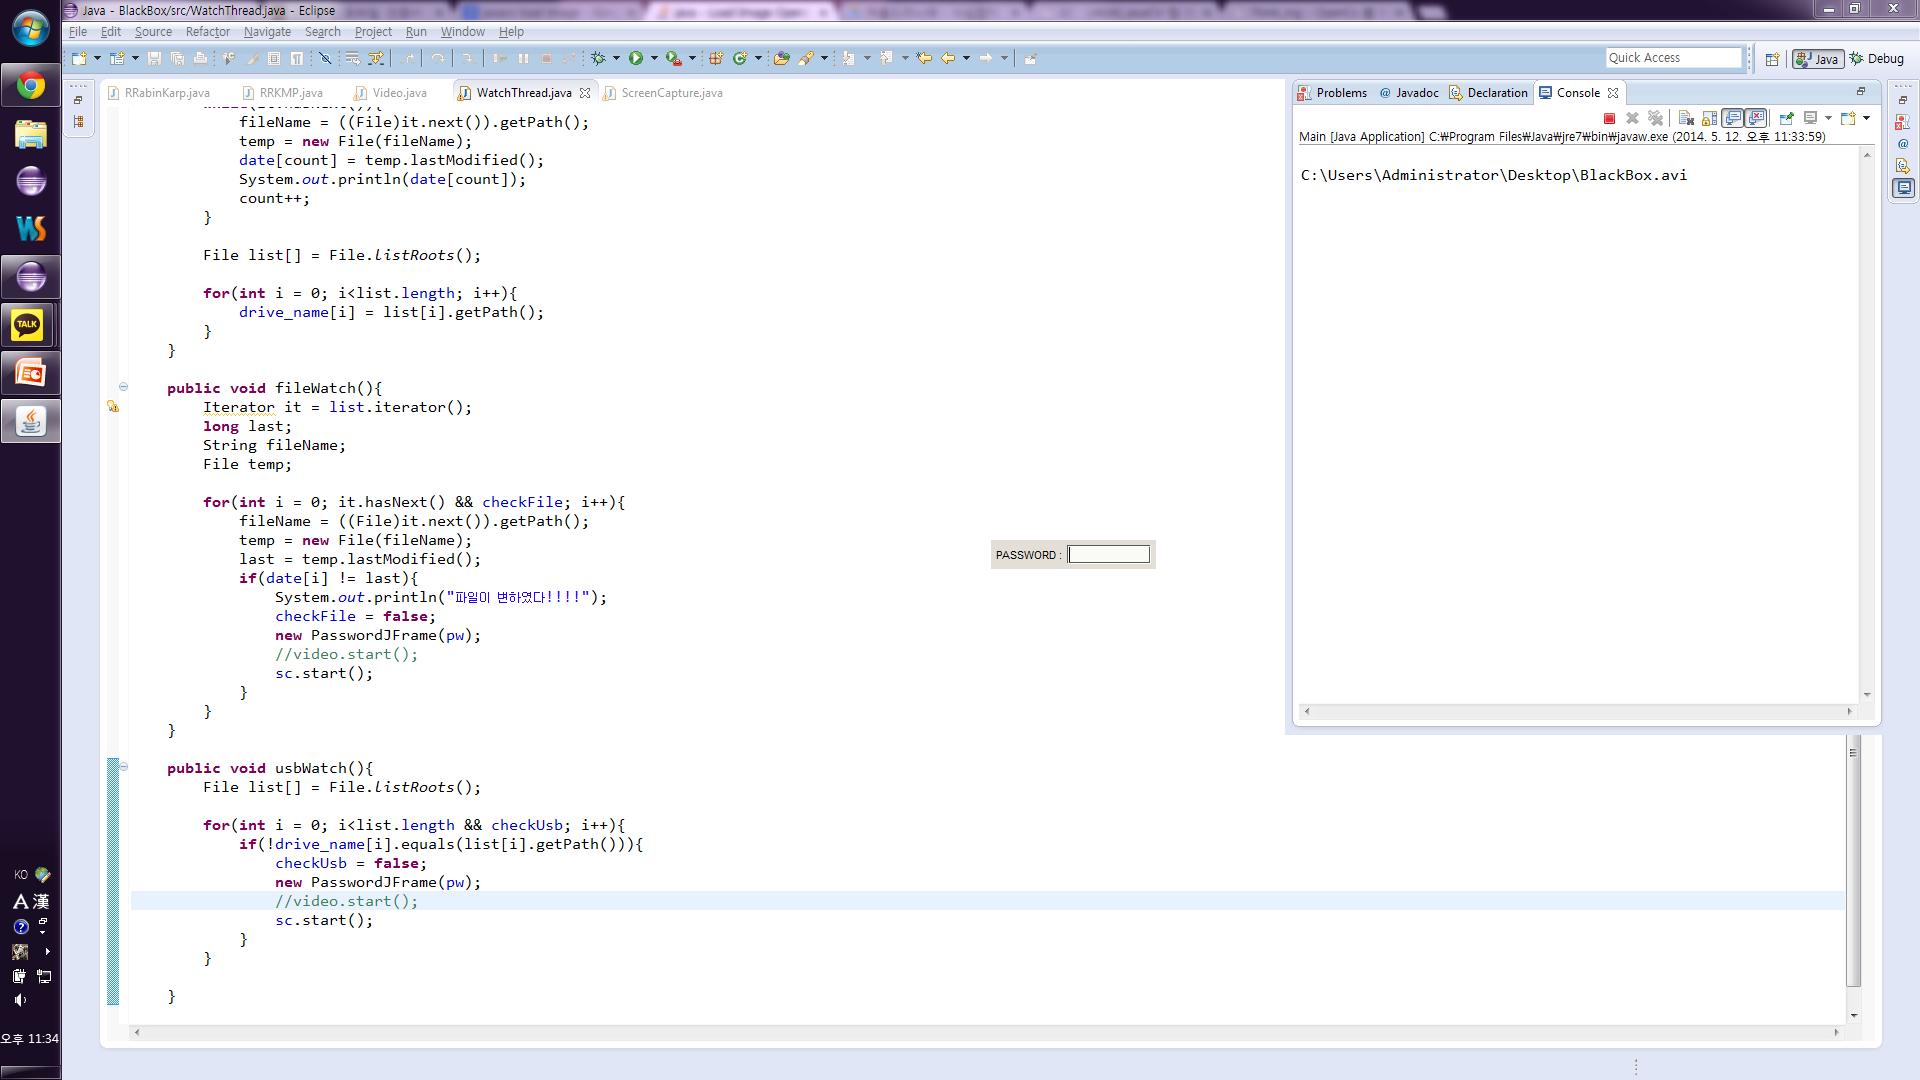 Java - BlackBox/src/WatchThread.java - Eclipse
File Edit Source Refactor Navigate Search Project Run Window Help
Quick Access
Java
Debug
RRabinKarp.java RRKMP.java Video.java WatchThread.java ScreenCapture.java
fileName = ((File)it.next()).getPath();
temp = new File(fileName);
date[count] = temp.lastModified();
System.out.println(date[count]);
count++;
}
File list[] = File.listRoots();
for(int i = 0; i<list.length; i++){
drive_name[i] = list[i].getPath();
}
}
public void fileWatch(){
Iterator it = list.iterator();
long last;
String fileName;
File temp;
for(int i = 0; it.hasNext() && checkFile; i++){
fileName = ((File)it.next()).getPath();
temp = new File(fileName);
last = temp.lastModified();
if(date[i] != last){
System.out.println("파일이 변하였다!!!!");
checkFile = false;
new PasswordJFrame(pw);
//video.start();
sc.start();
}
}
}
public void usbWatch(){
File list[] = File.listRoots();
for(int i = 0; i<list.length && checkUsb; i++){
if(!drive_name[i].equals(list[i].getPath())){
checkUsb = false;
new PasswordJFrame(pw);
//video.start();
sc.start();
}
}
}
PASSWORD :
Problems @ Javadoc Declaration Console
Main [Java Application] C:₩Program Files₩Java₩jre7₩bin₩javaw.exe (2014. 5. 12. 오후 11:33:59)
C:\Users\Administrator\Desktop\BlackBox.avi
TALK
KO
A 漢
오후 11:34